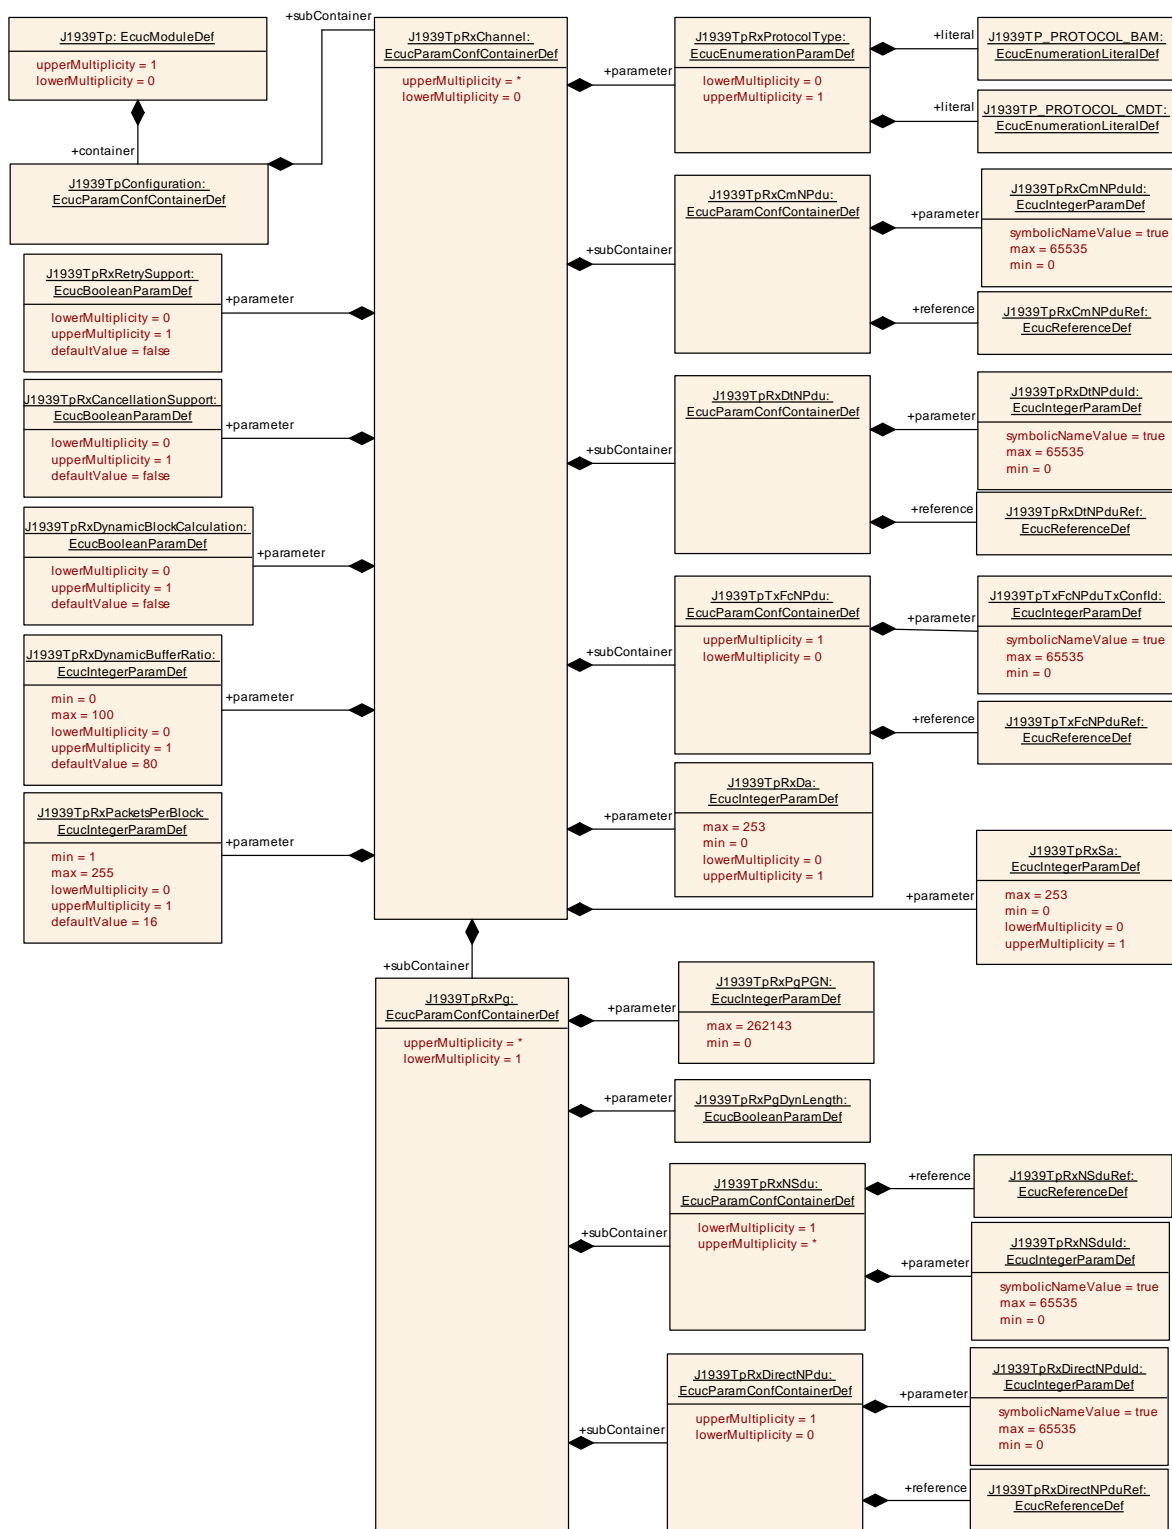 +subContainer
J1939Tp: EcucModuleDef
upperMultiplicity = 1
lowerMultiplicity = 0
+container
J1939TpConfiguration:
EcucParamConfContainerDef
J1939TpRxChannel:
EcucParamConfContainerDef
upperMultiplicity = *
lowerMultiplicity = 0
+parameter
J1939TpRxProtocolType:
EcucEnumerationParamDef
lowerMultiplicity = 0
upperMultiplicity = 1
+literal
J1939TP_PROTOCOL_BAM:
EcucEnumerationLiteralDef
+literal
J1939TP_PROTOCOL_CMDT:
EcucEnumerationLiteralDef
+subContainer
J1939TpRxCmNPdu:
EcucParamConfContainerDef
+parameter
J1939TpRxCmNPduId:
EcucIntegerParamDef
symbolicNameValue = true
max = 65535
min = 0
+reference
J1939TpRxCmNPduRef:
EcucReferenceDef
J1939TpRxRetrySupport:
EcucBooleanParamDef
lowerMultiplicity = 0
upperMultiplicity = 1
defaultValue = false
+parameter
J1939TpRxCancellationSupport:
EcucBooleanParamDef
lowerMultiplicity = 0
upperMultiplicity = 1
defaultValue = false
+parameter
+subContainer
J1939TpRxDtNPdu:
EcucParamConfContainerDef
+parameter
J1939TpRxDtNPduId:
EcucIntegerParamDef
symbolicNameValue = true
max = 65535
min = 0
+reference
J1939TpRxDtNPduRef:
EcucReferenceDef
J1939TpRxDynamicBlockCalculation:
EcucBooleanParamDef
lowerMultiplicity = 0
upperMultiplicity = 1
defaultValue = false
+parameter
+subContainer
J1939TpTxFcNPdu:
EcucParamConfContainerDef
upperMultiplicity = 1
lowerMultiplicity = 0
+parameter
J1939TpTxFcNPduTxConfId:
EcucIntegerParamDef
symbolicNameValue = true
max = 65535
min = 0
+reference
J1939TpTxFcNPduRef:
EcucReferenceDef
J1939TpRxDynamicBufferRatio:
EcucIntegerParamDef
min = 0
max = 100
lowerMultiplicity = 0
upperMultiplicity = 1
defaultValue = 80
+parameter
J1939TpRxPacketsPerBlock:
EcucIntegerParamDef
min = 1
max = 255
lowerMultiplicity = 0
upperMultiplicity = 1
defaultValue = 16
+parameter
+parameter
J1939TpRxDa:
EcucIntegerParamDef
max = 253
min = 0
lowerMultiplicity = 0
upperMultiplicity = 1
+parameter
J1939TpRxSa:
EcucIntegerParamDef
max = 253
min = 0
lowerMultiplicity = 0
upperMultiplicity = 1
+subContainer
J1939TpRxPg:
EcucParamConfContainerDef
upperMultiplicity = *
lowerMultiplicity = 1
+parameter
J1939TpRxPgPGN:
EcucIntegerParamDef
max = 262143
min = 0
+parameter
J1939TpRxPgDynLength:
EcucBooleanParamDef
+subContainer
J1939TpRxNSdu:
EcucParamConfContainerDef
lowerMultiplicity = 1
upperMultiplicity = *
+reference
J1939TpRxNSduRef:
EcucReferenceDef
+parameter
J1939TpRxNSduId:
EcucIntegerParamDef
symbolicNameValue = true
max = 65535
min = 0
+subContainer
J1939TpRxDirectNPdu:
EcucParamConfContainerDef
upperMultiplicity = 1
lowerMultiplicity = 0
+parameter
J1939TpRxDirectNPduId:
EcucIntegerParamDef
symbolicNameValue = true
max = 65535
min = 0
+reference
J1939TpRxDirectNPduRef:
EcucReferenceDef